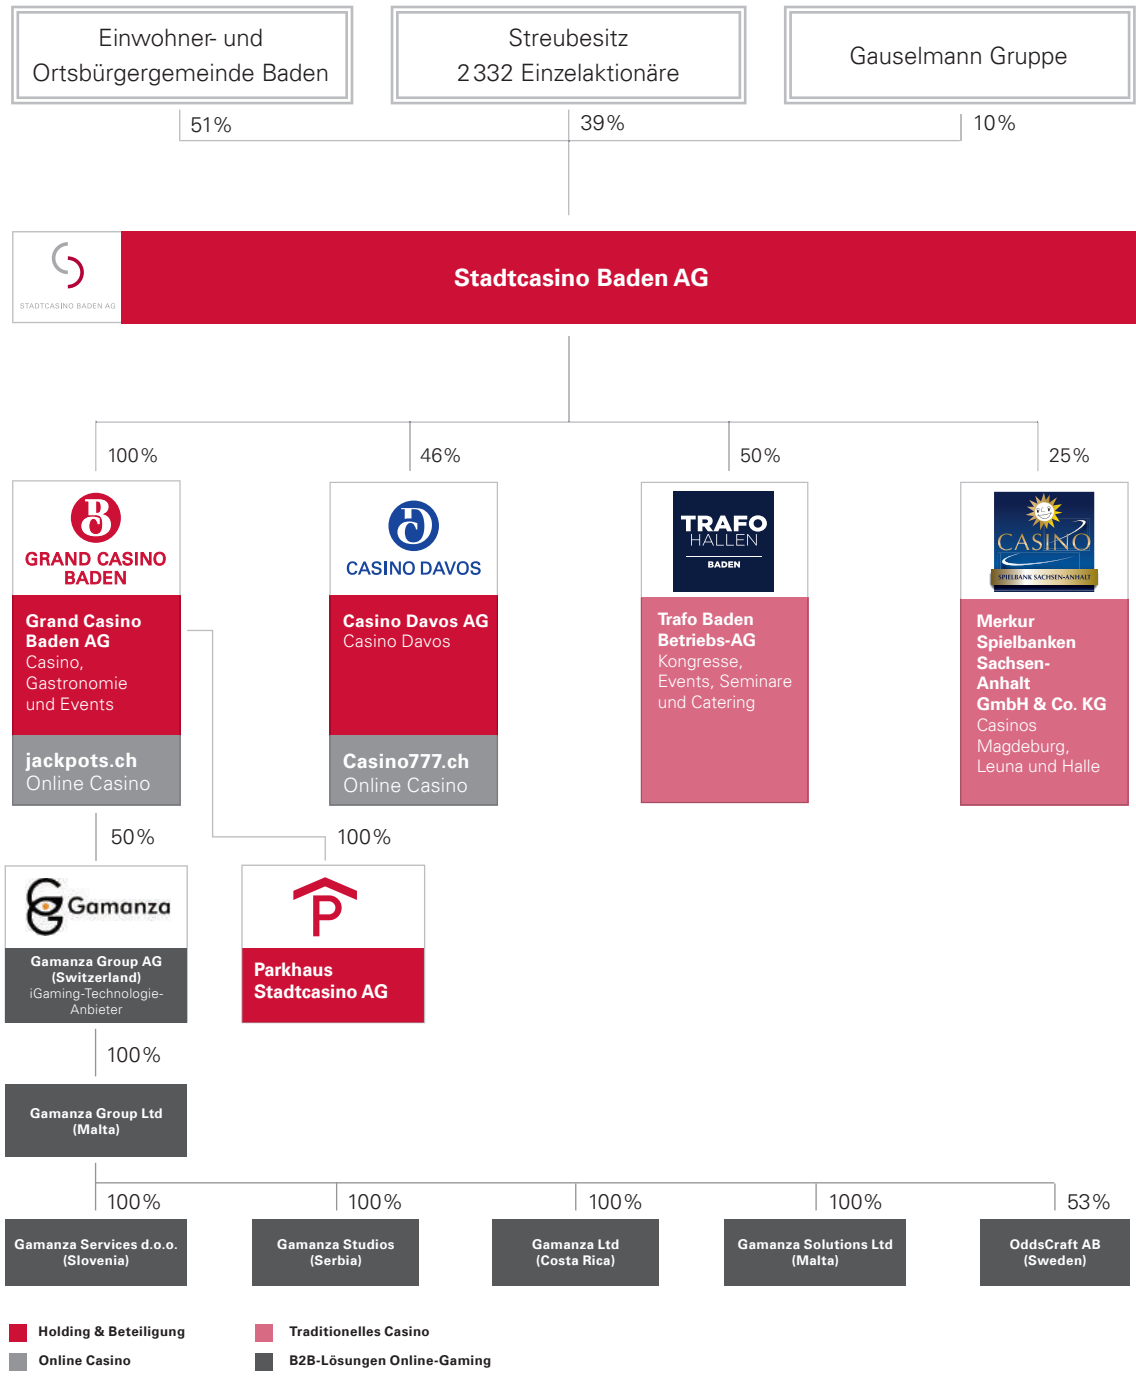 Einwohner- und
Ortsbürgergemeinde Baden
Streubesitz
2 332 Einzelaktionäre
Gauselmann Gruppe
51%
39%
10%
STADTCASINO BADEN AG
Stadtcasino Baden AG
100%
46%
50%
25%
GRAND CASINO
BADEN
CASINO DAVOS
TRAFO
HALLEN
BADEN
CASINO
SPIELBANK SACHSEN-ANHALT
Grand Casino
Baden AG
Casino,
Gastronomie
und Events
Casino Davos AG
Casino Davos
Trafo Baden
Betriebs-AG
Kongresse,
Events, Seminare
und Catering
Merkur
Spielbanken
Sachsen-
Anhalt
GmbH & Co. KG
Casinos
Magdeburg,
Leuna und Halle
jackpots.ch
Online Casino
Casino777.ch
Online Casino
50%
100%
Gamanza
P
Gamanza Group AG
(Switzerland)
iGaming-Technologie-
Anbieter
Parkhaus
Stadtcasino AG
100%
Gamanza Group Ltd
(Malta)
100%
100%
100%
100%
53%
Gamanza Services d.o.o.
(Slovenia)
Gamanza Studios
(Serbia)
Gamanza Ltd
(Costa Rica)
Gamanza Solutions Ltd
(Malta)
OddsCraft AB
(Sweden)
Holding & Beteiligung
Traditionelles Casino
Online Casino
B2B-Lösungen Online-Gaming